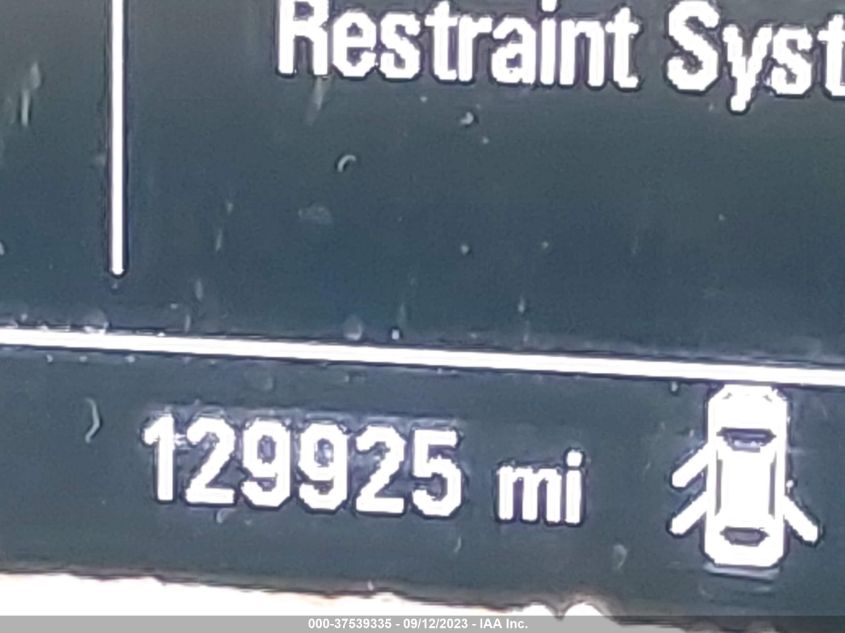 Restraint Syst
129925 mi
000-37539335 - 09/12/2023 - IAA Inc.